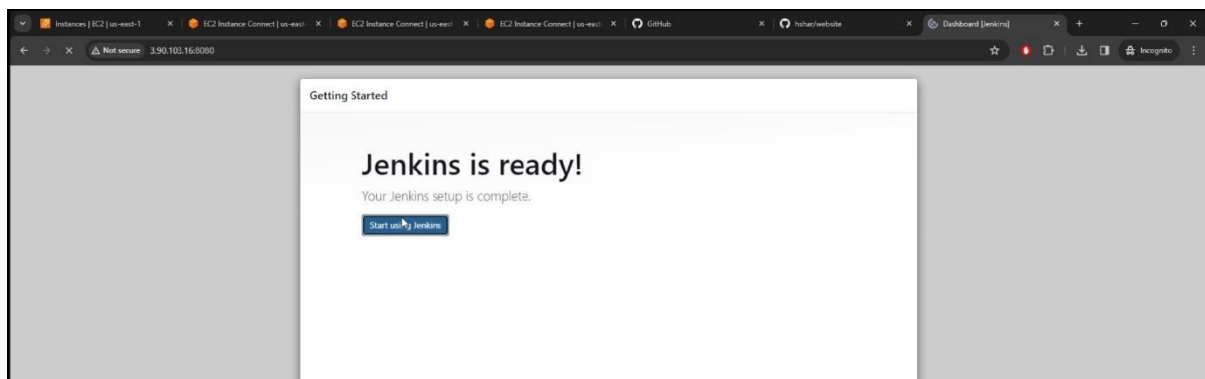 Instances | EC2 | us-east-1
EC2 Instance Connect | us-east
EC2 Instance Connect | us-east
EC2 Instance Connect | us-east
GitHub
hshar/website
Dashboard [Jenkins]
Not secure 3.90.103.16:8080
Incognito
Getting Started
Jenkins is ready!
Your Jenkins setup is complete.
Start using Jenkins